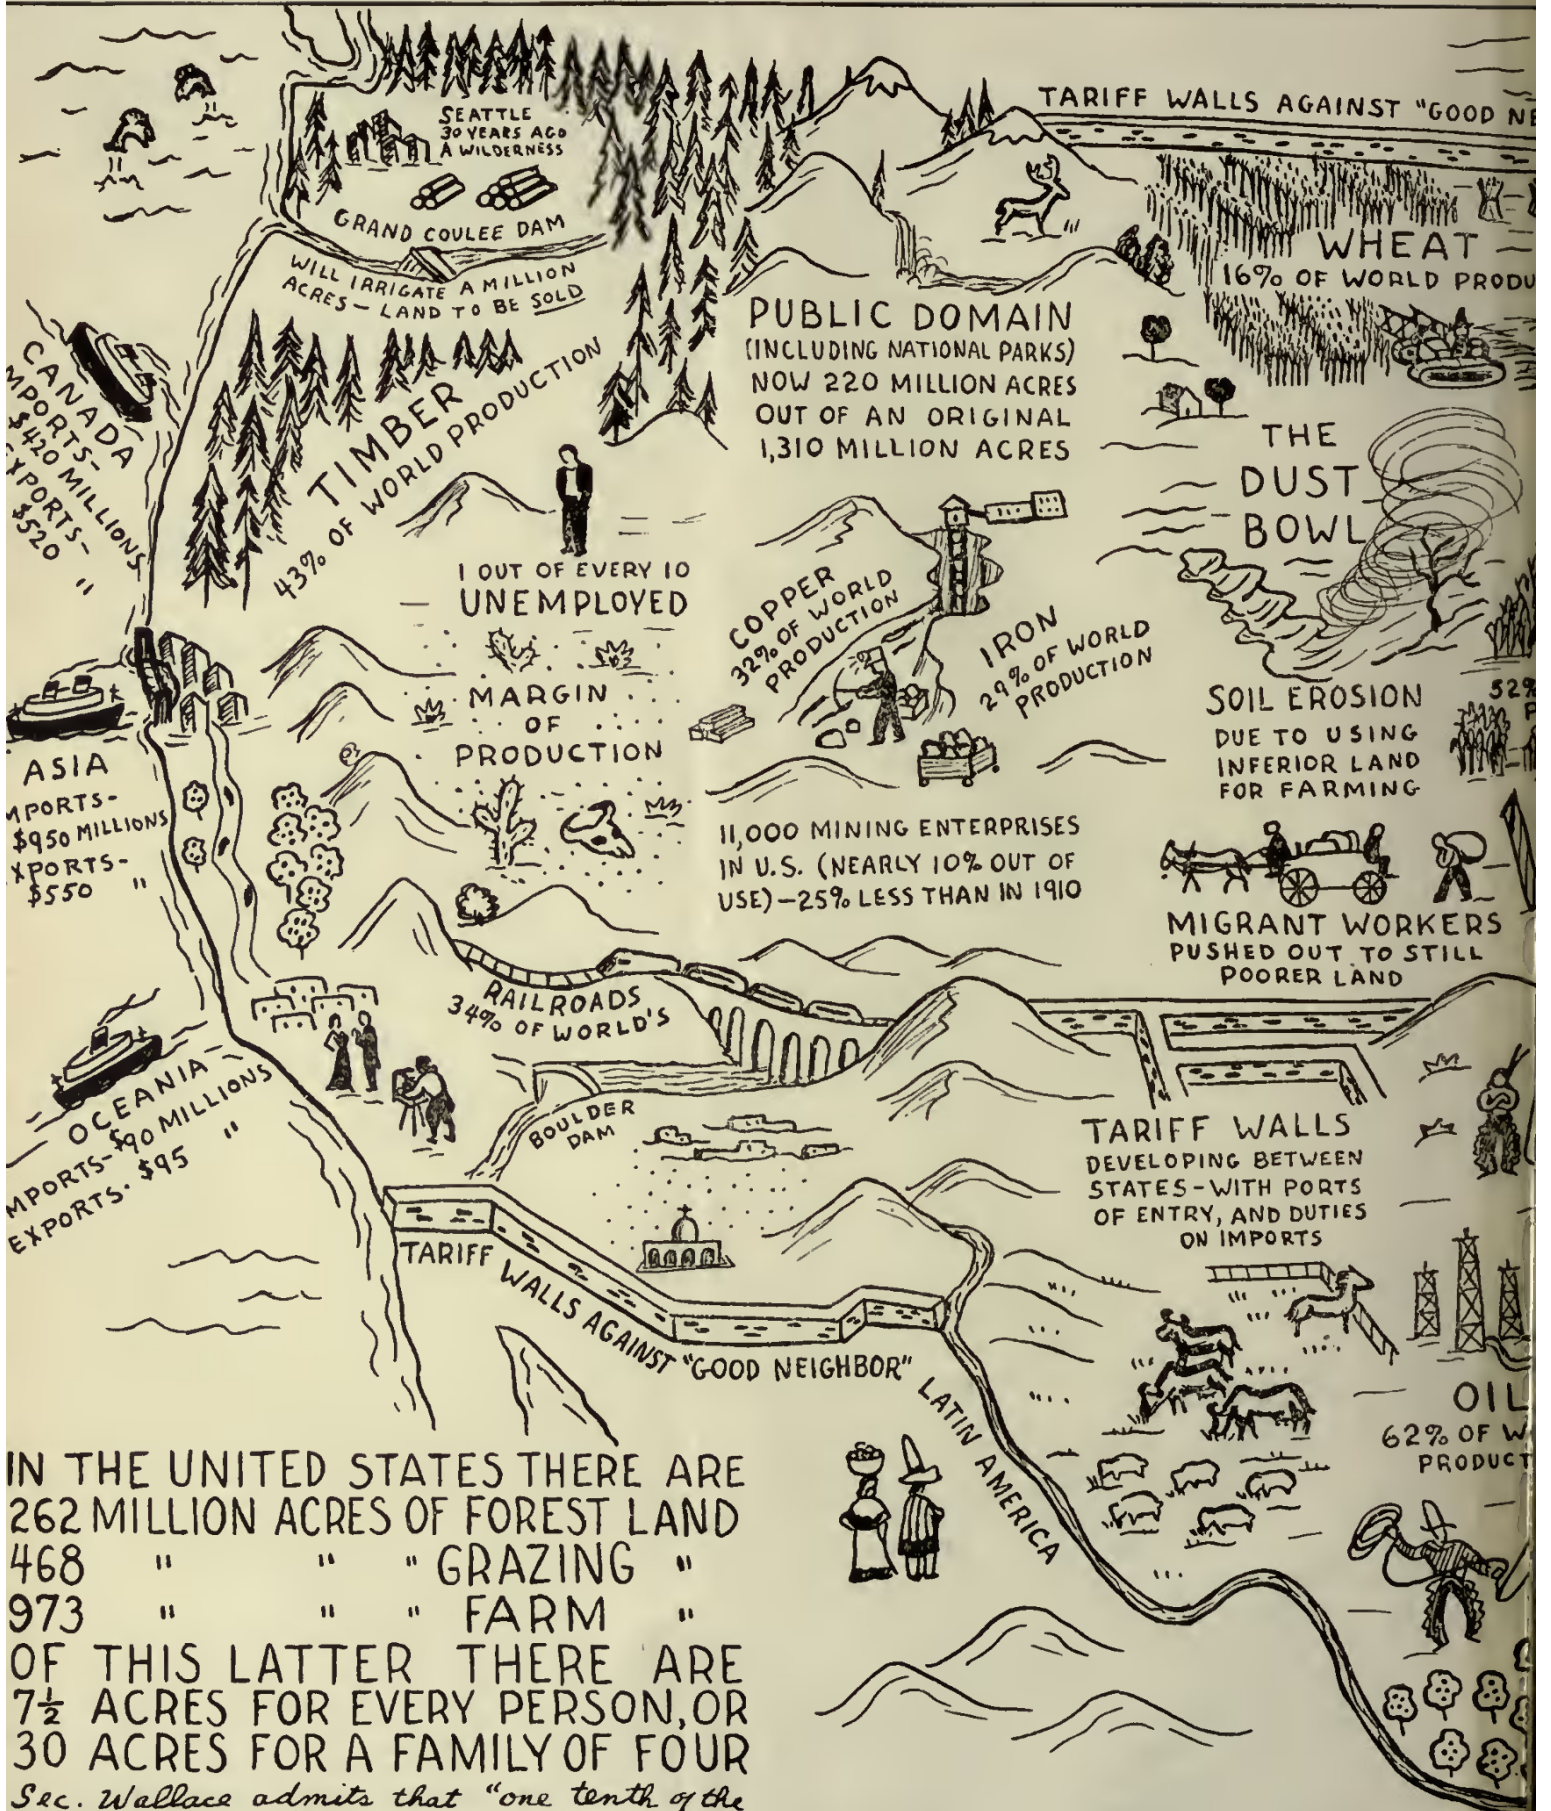 TARIFF WALLS AGAINST "GOOD
SEATTLE
30 YEARS AGO
A WILDERNESS
GRAND COULEE DAM
WILL IRRIGATE A MILLION
ACRES — LAND TO BE SOLD
WHEAT
16% OF WORLD
PUBLIC DOMAIN
(INCLUDING NATIONAL PARKS)
NOW 220 MILLION ACRES
OUT OF AN ORIGINAL
1,310 MILLION ACRES
CANADA
MPORTS-
$420 MILLIONS
XPORTS-
$520 "
TIMBER
43% OF WORLD PRODUCTION
THE
DUST
BOWL
1 OUT OF EVERY 10
UNEMPLOYED
COPPER
32% OF WORLD
PRODUCTION
IRON
29% OF WORLD
PRODUCTION
MARGIN
OF
PRODUCTION
SOIL EROSION
DUE TO USING
INFERIOR LAND
FOR FARMING
52%
ASIA
MPORTS-
$950 MILLIONS
XPORTS-
$550 "
11,000 MINING ENTERPRISES
IN U.S. (NEARLY 10% OUT OF
USE) — 25% LESS THAN IN 1910
MIGRANT WORKERS
PUSHED OUT TO STILL
POORER LAND
RAILROADS
34% OF WORLD'S
OCEANIA
MPORTS- $90 MILLIONS
EXPORTS- $95 "
BOULDER
DAM
TARIFF WALLS
DEVELOPING BETWEEN
STATES — WITH PORTS
OF ENTRY, AND DUTIES
ON IMPORTS
TARIFF WALLS AGAINST "GOOD NEIGHBOR"
LATIN AMERICA
OIL
62% OF W
PRODUCT
IN THE UNITED STATES THERE ARE
262 MILLION ACRES OF FOREST LAND
468 " " " GRAZING "
973 " " " FARM "
OF THIS LATTER THERE ARE
7½ ACRES FOR EVERY PERSON, OR
30 ACRES FOR A FAMILY OF FOUR
Sec. Wallace admits that "one tenth of the